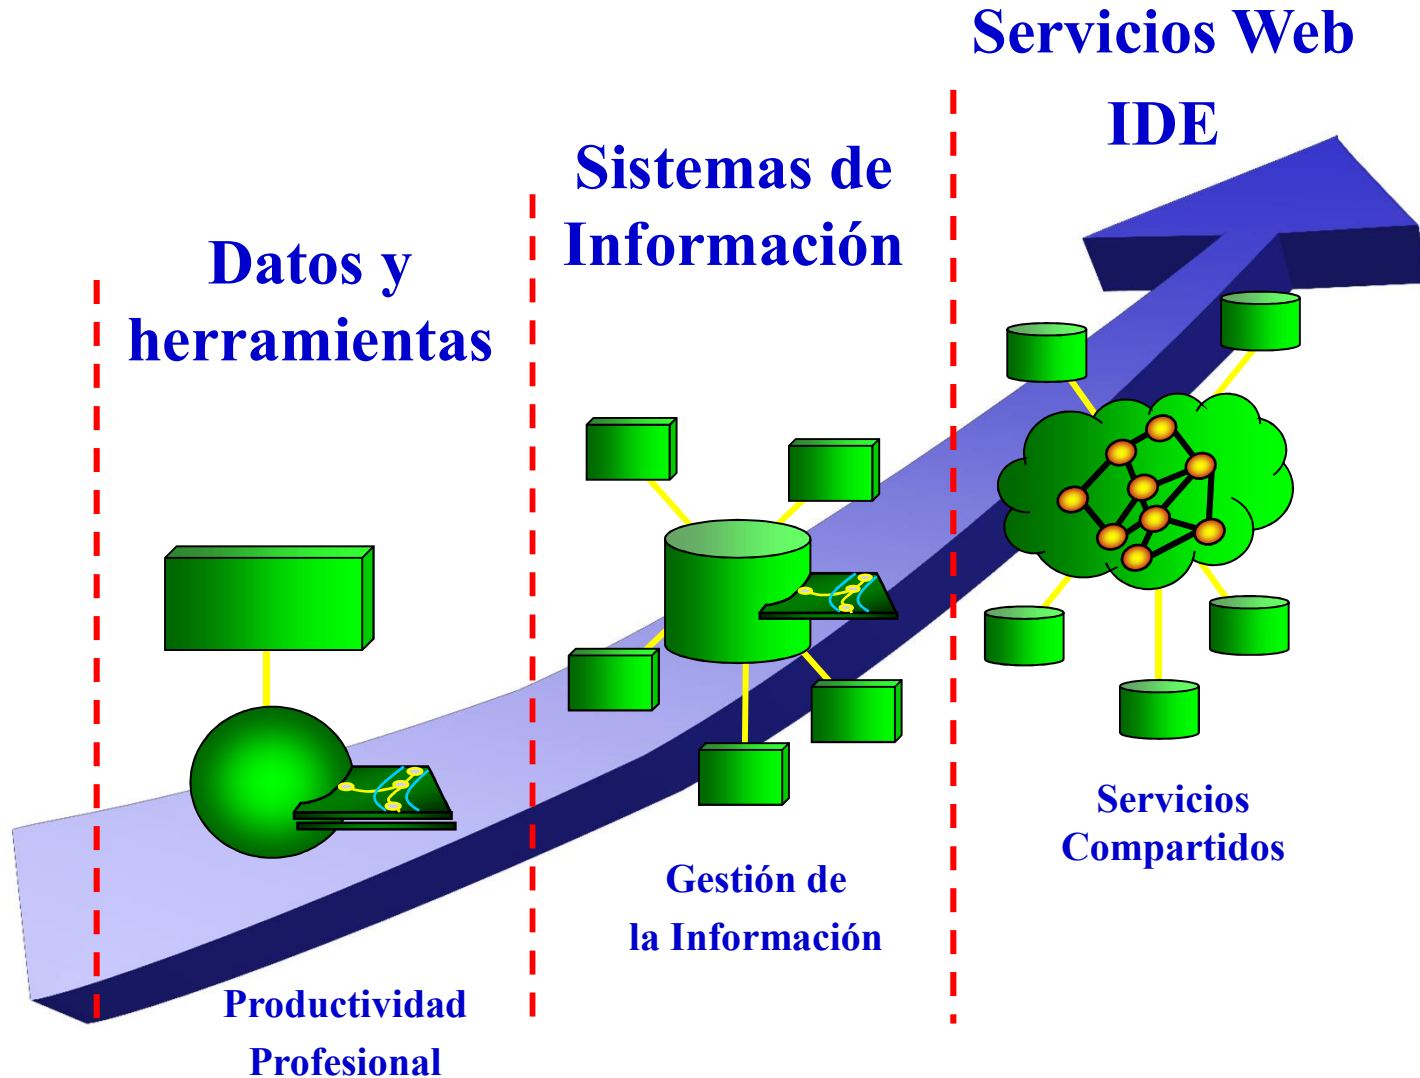 Datos y
herramientas
Productividad
Profesional
Sistemas de
Información
Gestión de
la Información
Servicios Web
IDE
Servicios
Compartidos